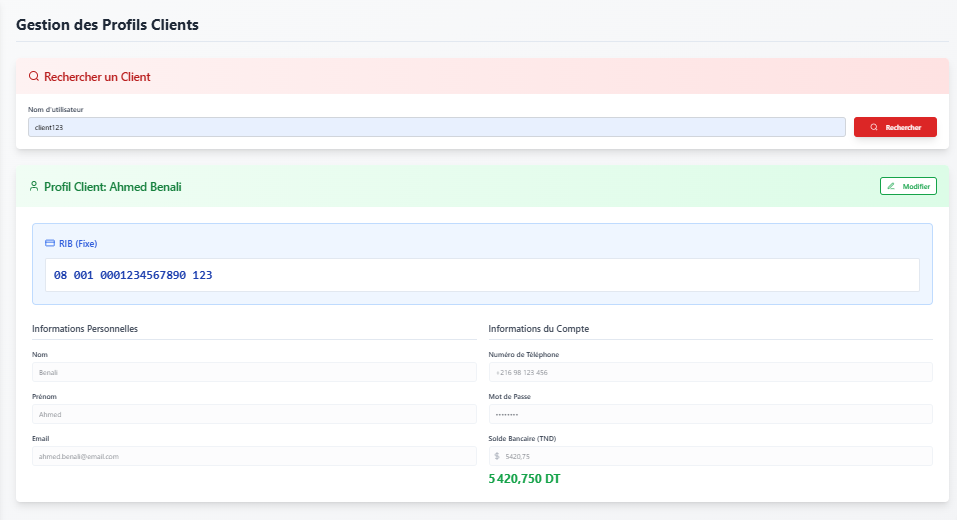 Gestion des Profils Clients
Rechercher un Client
Nom d'utilisateur
client123
Rechercher
Profil Client: Ahmed Benali
Modifier
RIB (Fixe)
08 001 0001234567890 123
Informations Personnelles
Informations du Compte
Nom
Numéro de Téléphone
Benali
+216 98 123 456
Prénom
Mot de Passe
Ahmed
••••••••
Email
Solde Bancaire (TND)
ahmed.benali@email.com
$ 5420,75
5 420,750 DT